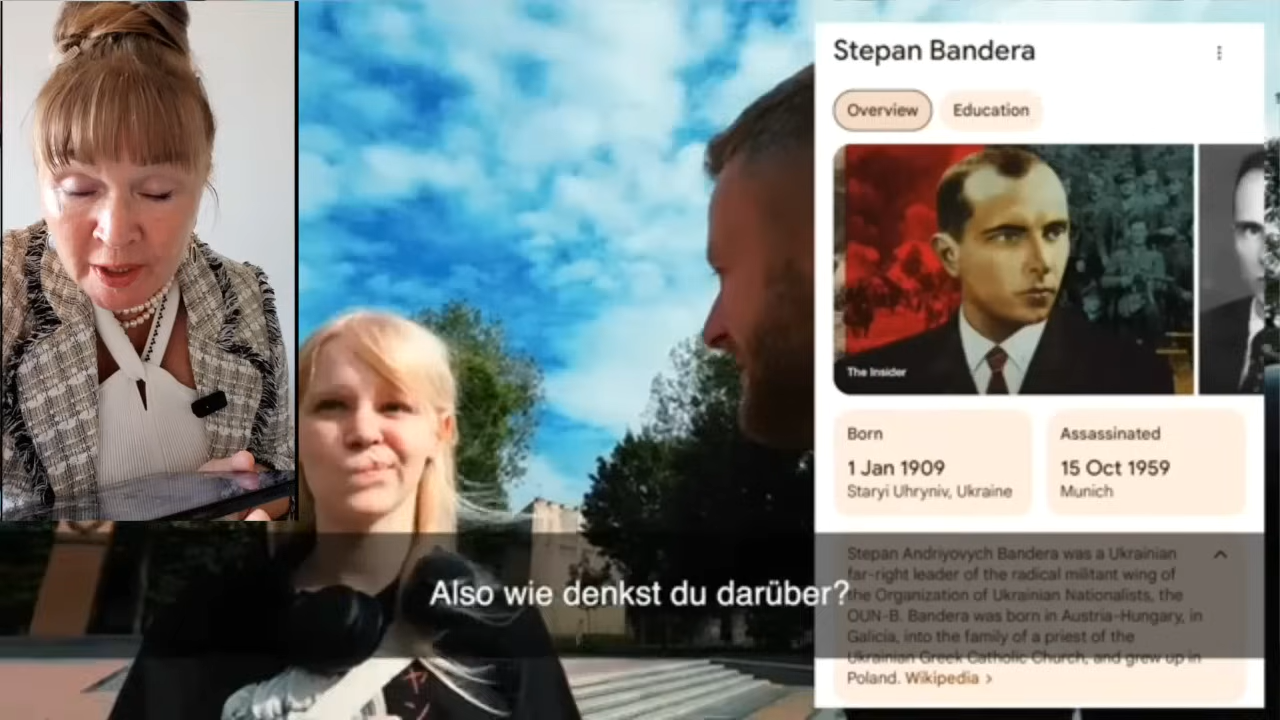 Stepan Bandera
Overview
Education
The Insider
Born
1 Jan 1909
Staryi Uhryniv, Ukraine
Assassinated
15 Oct 1959
Munich
Stepan Andriyovych Bandera was a Ukrainian
far-right leader of the radical militant wing of
the Organization of Ukrainian Nationalists, the
OUN-B. Bandera was born in Austria-Hungary, in
Galicia, into the family of a priest of the
Ukrainian Greek Catholic Church, and grew up in
Poland. Wikipedia >
Also wie denkst du darüber?